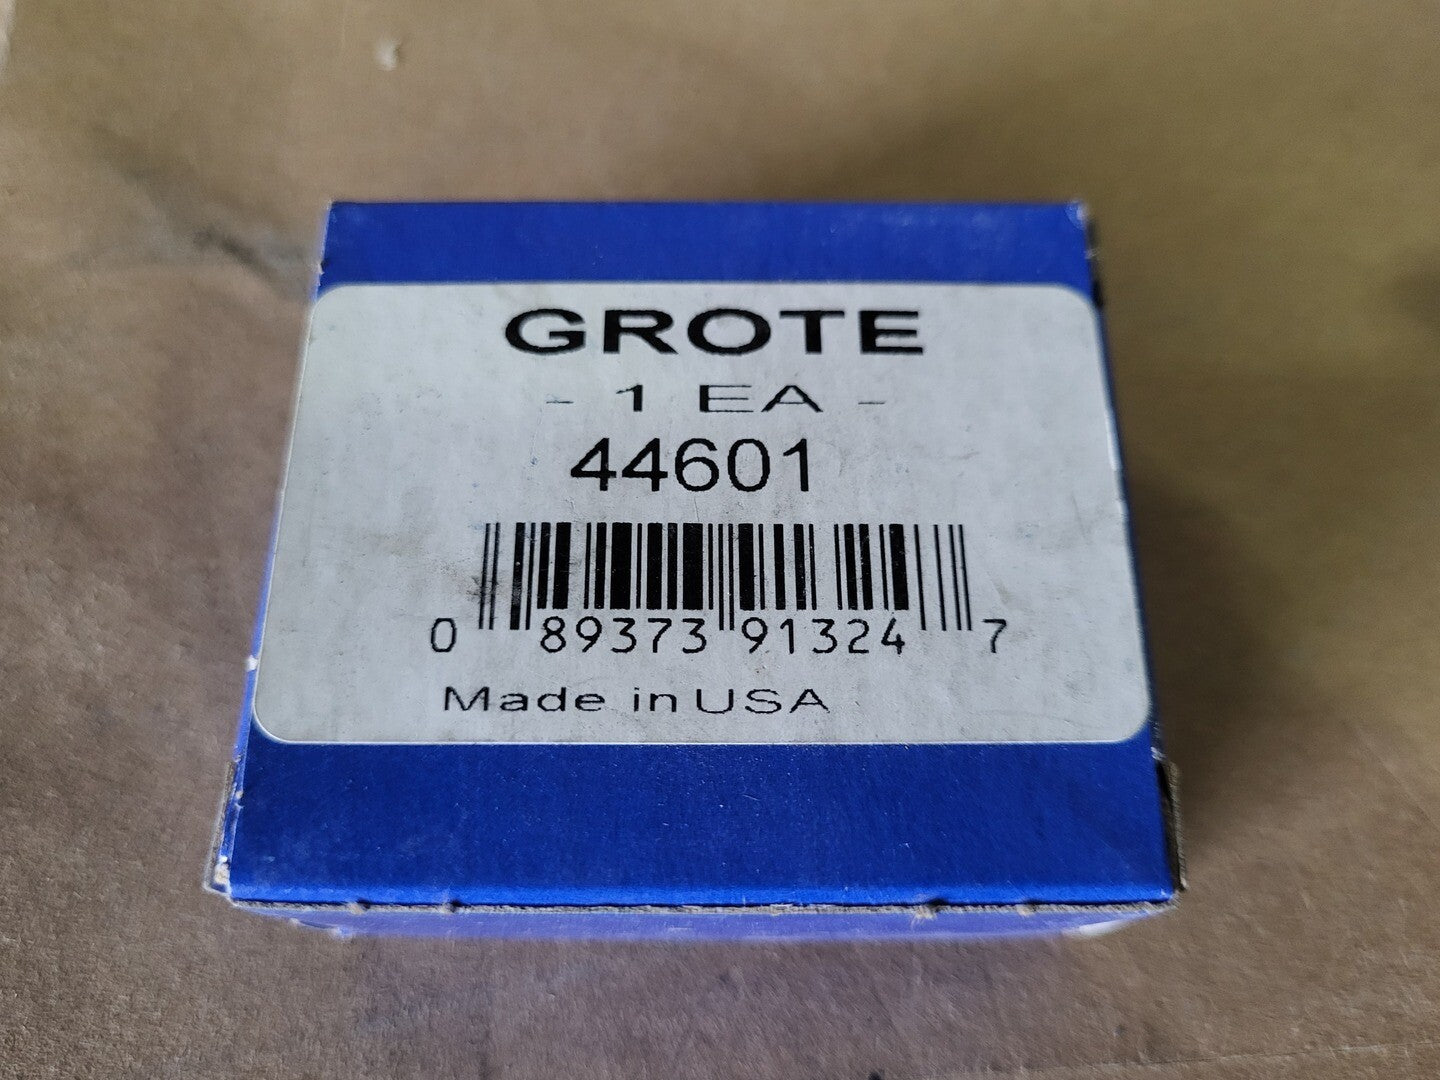 GROTE
- 1 EA -
44601
0 89373 91324 7
Made in USA